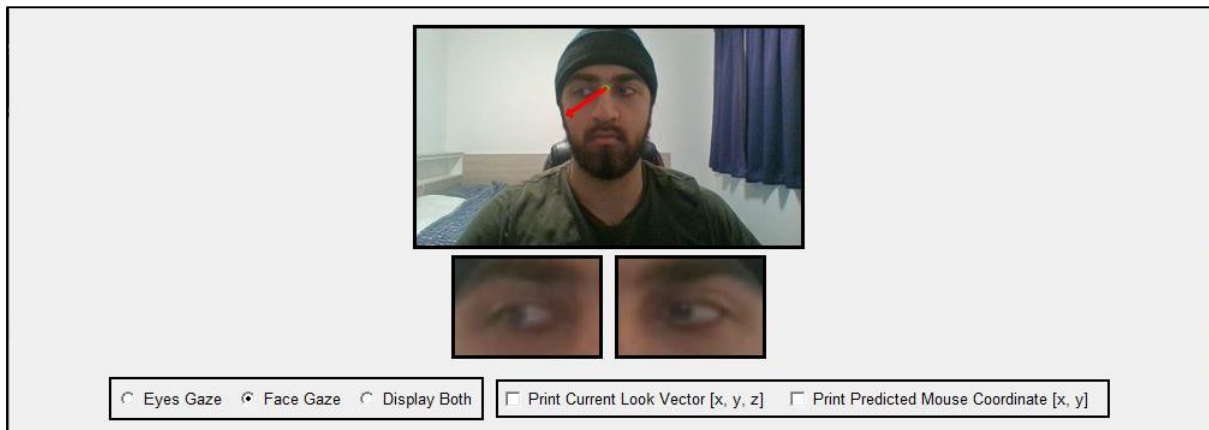 Eyes Gaze Face Gaze Display Both Print Current Look Vector [x, y, z] Print Predicted Mouse Coordinate [x, y]